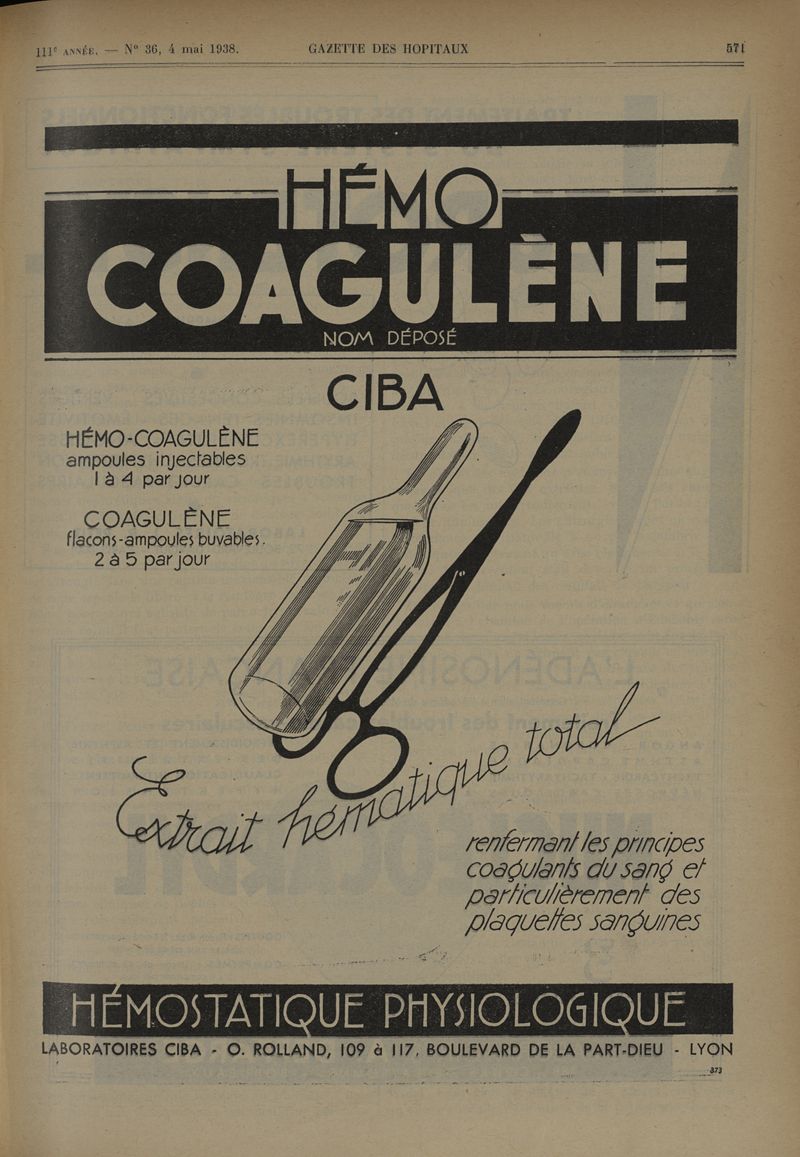 111e ANNÉE. — N° 36, 4 mai 1938.
GAZETTE DES HOPITAUX
571
HÉMO
COAGULÈNE
NOM DÉPOSÉ
CIBA
HÉMO-COAGULÈNE
ampoules injectables
1 à 4 par jour
COAGULÈNE
flacons-ampoules buvables.
2 à 5 par jour
Extrait hématique total
renfermant les principes
coagulants du sang et
particulièrement des
plaquettes sanguines
HÉMOSTATIQUE PHYSIOLOGIQUE
LABORATOIRES CIBA - O. ROLLAND, 109 à 117, BOULEVARD DE LA PART-DIEU - LYON
373